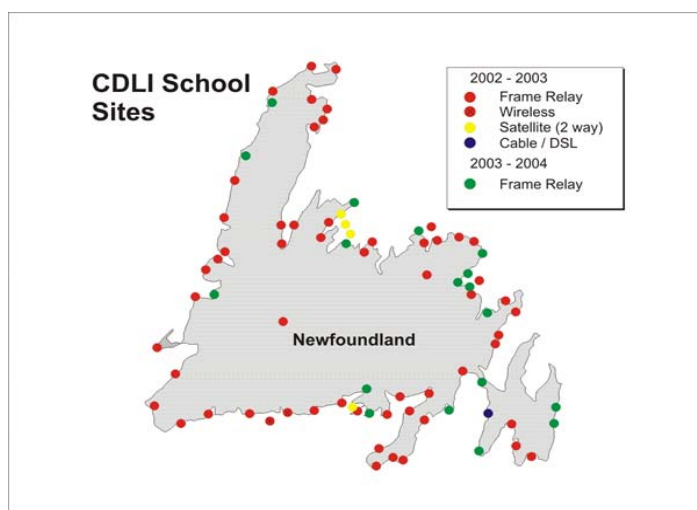 CDLI School
Sites
2002 - 2003
Frame Relay
Wireless
Satellite (2 way)
Cable / DSL
2003 - 2004
Frame Relay
Newfoundland